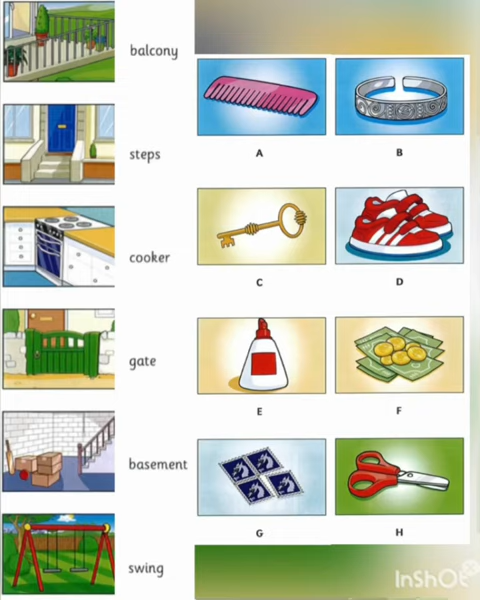 balcony
steps
cooker
gate
basement
swing
A
B
C
D
E
F
G
H
InShOt